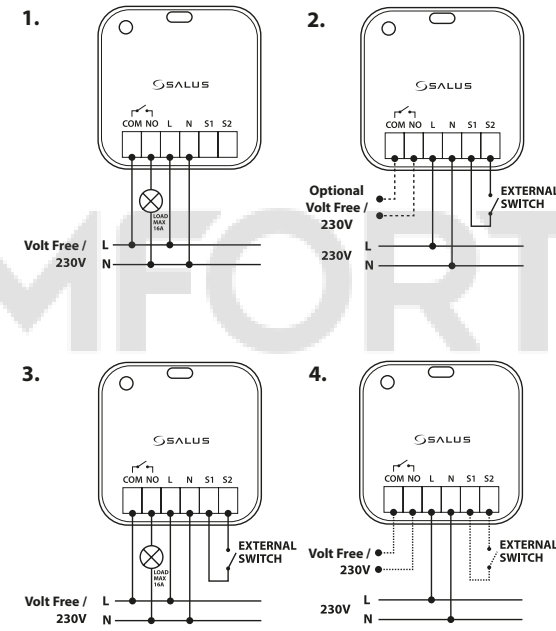 1.
SALUS
COM NO L N S1 S2
LOAD
MAX
16A
Volt Free / L
230V N
2.
SALUS
COM NO L N S1 S2
Optional
Volt Free /
230V
EXTERNAL
SWITCH
L
230V
N
MFORT
3.
SALUS
COM NO L N S1 S2
LOAD
MAX
16A
EXTERNAL
SWITCH
Volt Free / L
230V N
4.
SALUS
COM NO L N S1 S2
Volt Free /
230V
EXTERNAL
SWITCH
L
230V
N